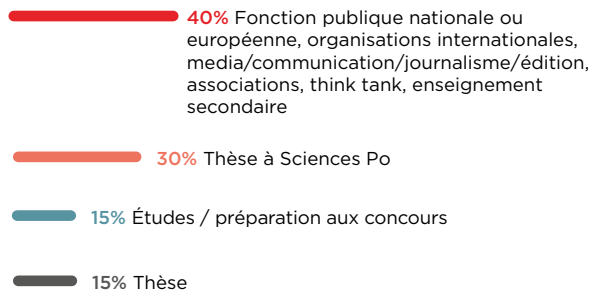 40% Fonction publique nationale ou
européenne, organisations internationales,
media/communication/journalisme/édition,
associations, think tank, enseignement
secondaire
30% Thèse à Sciences Po
15% Études / préparation aux concours
15% Thèse